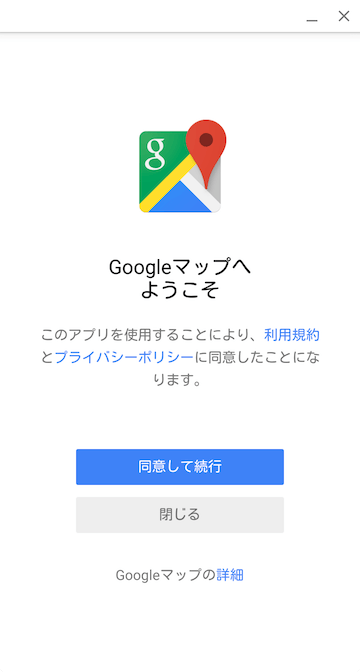 g
Googleマップへ
ようこそ
このアプリを使用することにより、利用規約
とプライバシーポリシーに同意したことにな
ります。
同意して続行
閉じる
Googleマップの詳細